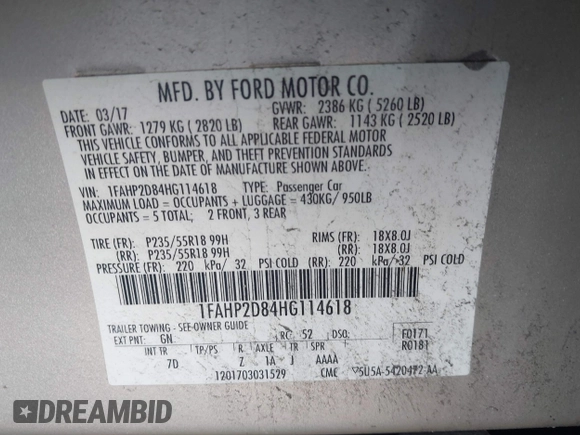 MFD. BY FORD MOTOR CO.
DATE: 03/17 GVWR: 2386 KG ( 5260 LB)
FRONT GAWR: 1279 KG ( 2820 LB) REAR GAWR: 1143 KG ( 2520 LB)
THIS VEHICLE CONFORMS TO ALL APPLICABLE FEDERAL MOTOR
VEHICLE SAFETY, BUMPER, AND THEFT PREVENTION STANDARDS
IN EFFECT ON THE DATE OF MANUFACTURE SHOWN ABOVE.
VIN: 1FAHP2D84HG114618 TYPE: Passenger Car
MAXIMUM LOAD = OCCUPANTS + LUGGAGE = 430KG/ 950LB
OCCUPANTS = 5 TOTAL; 2 FRONT, 3 REAR
TIRE (FR): P235/55R18 99H RIMS (FR): 18X8.0J
(RR): P235/55R18 99H (RR): 18X8.0J
PRESSURE (FR): 220 kPa/ 32 PSI COLD (RR): 220 kPa/ 32 PSI COLD
1FAHP2D84HG114618
TRAILER TOWING - SEE OWNER GUIDE
EXT PNT: GN RC: 52 DSO: F0171
R0181
INT TR TP/PS R AXLE TR SPR
7D Z 1A J AAAA
1201703031529 CMC 5U5A-5420472-AA
DREAMBID